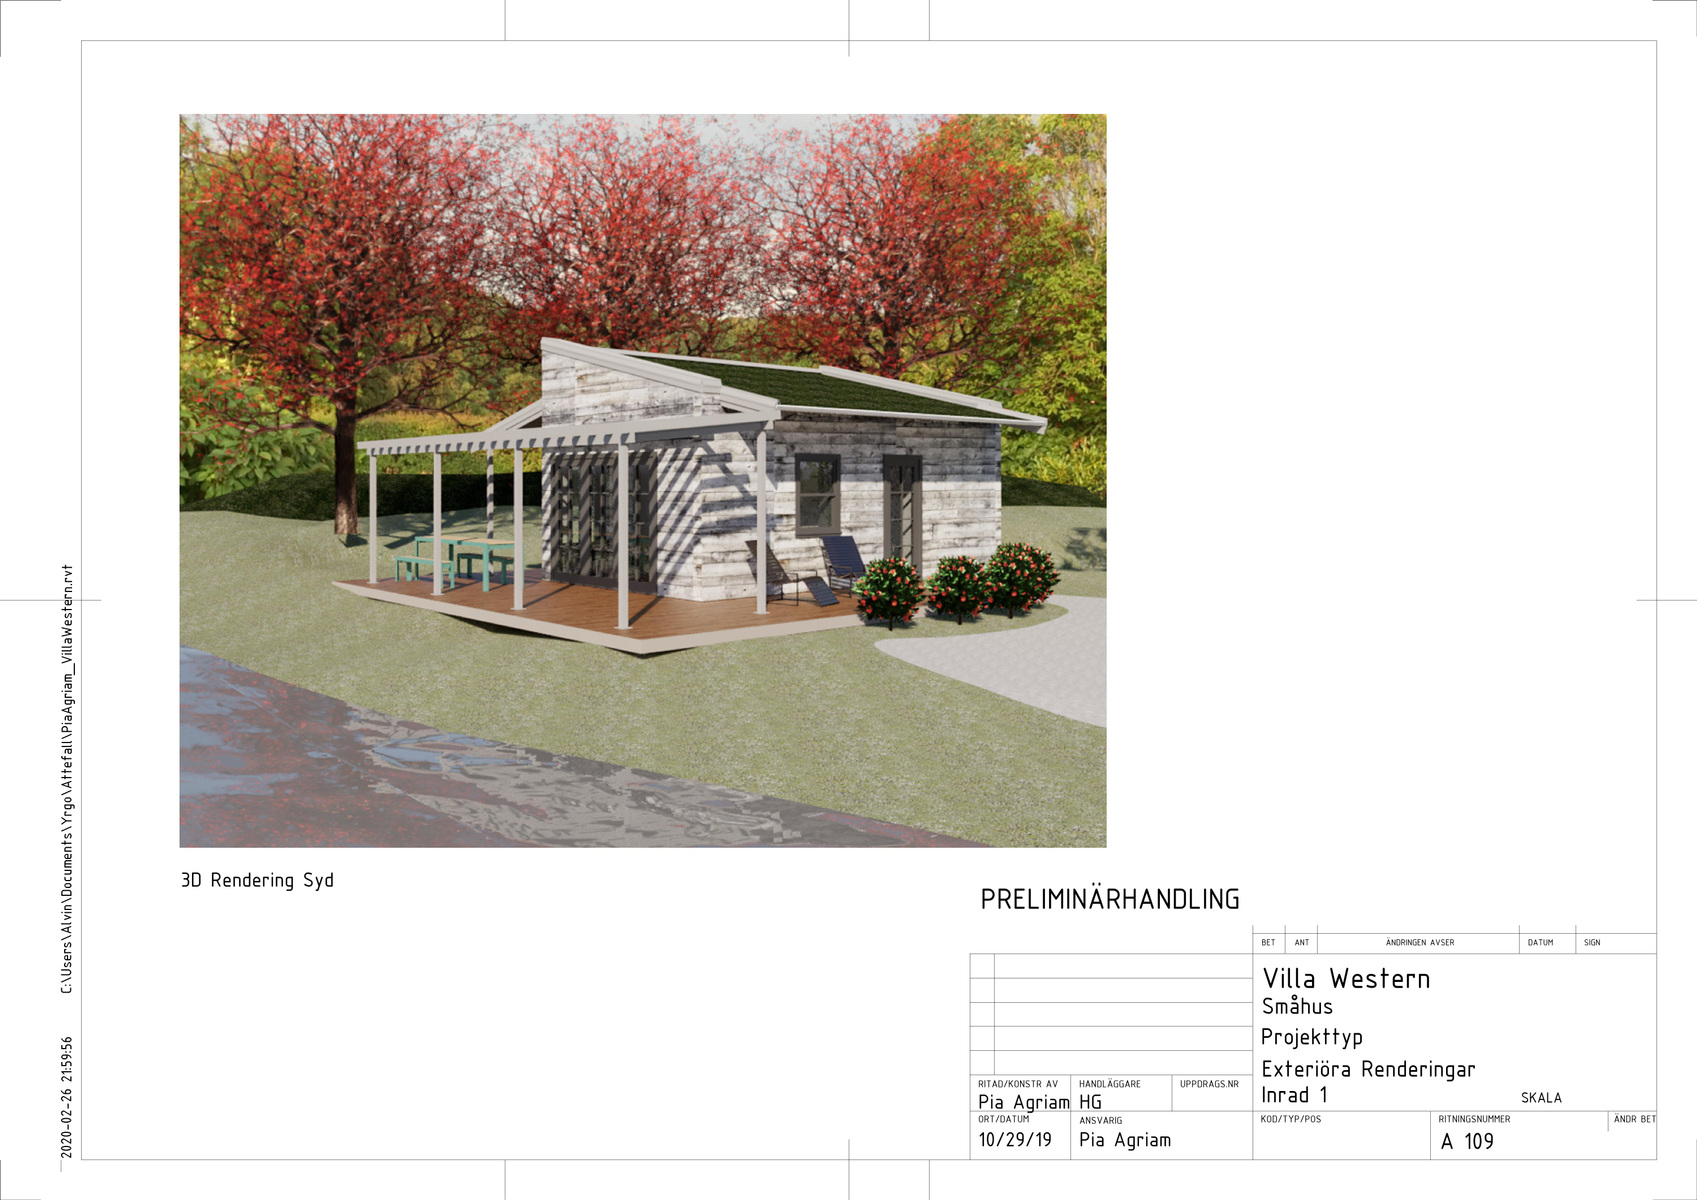 C:\Users\Alvin\Documents\Yrgo\Attefall\PiaAgriam_VillaWestern.rvt
2020-02-26 21:59:56
3D Rendering Syd
PRELIMINÄRHANDLING
BET ANT ÄNDRINGEN AVSER DATUM SIGN
Villa Western
Småhus
Projekttyp
Exteriöra Renderingar
Inrad 1
SKALA
RITAD/KONSTR AV HANDLÄGGARE UPPDRAGS.NR
Pia Agriam HG
ORT/DATUM ANSVARIG
10/29/19 Pia Agriam
KOD/TYP/POS RITNINGSNUMMER ÄNDR BET
A 109